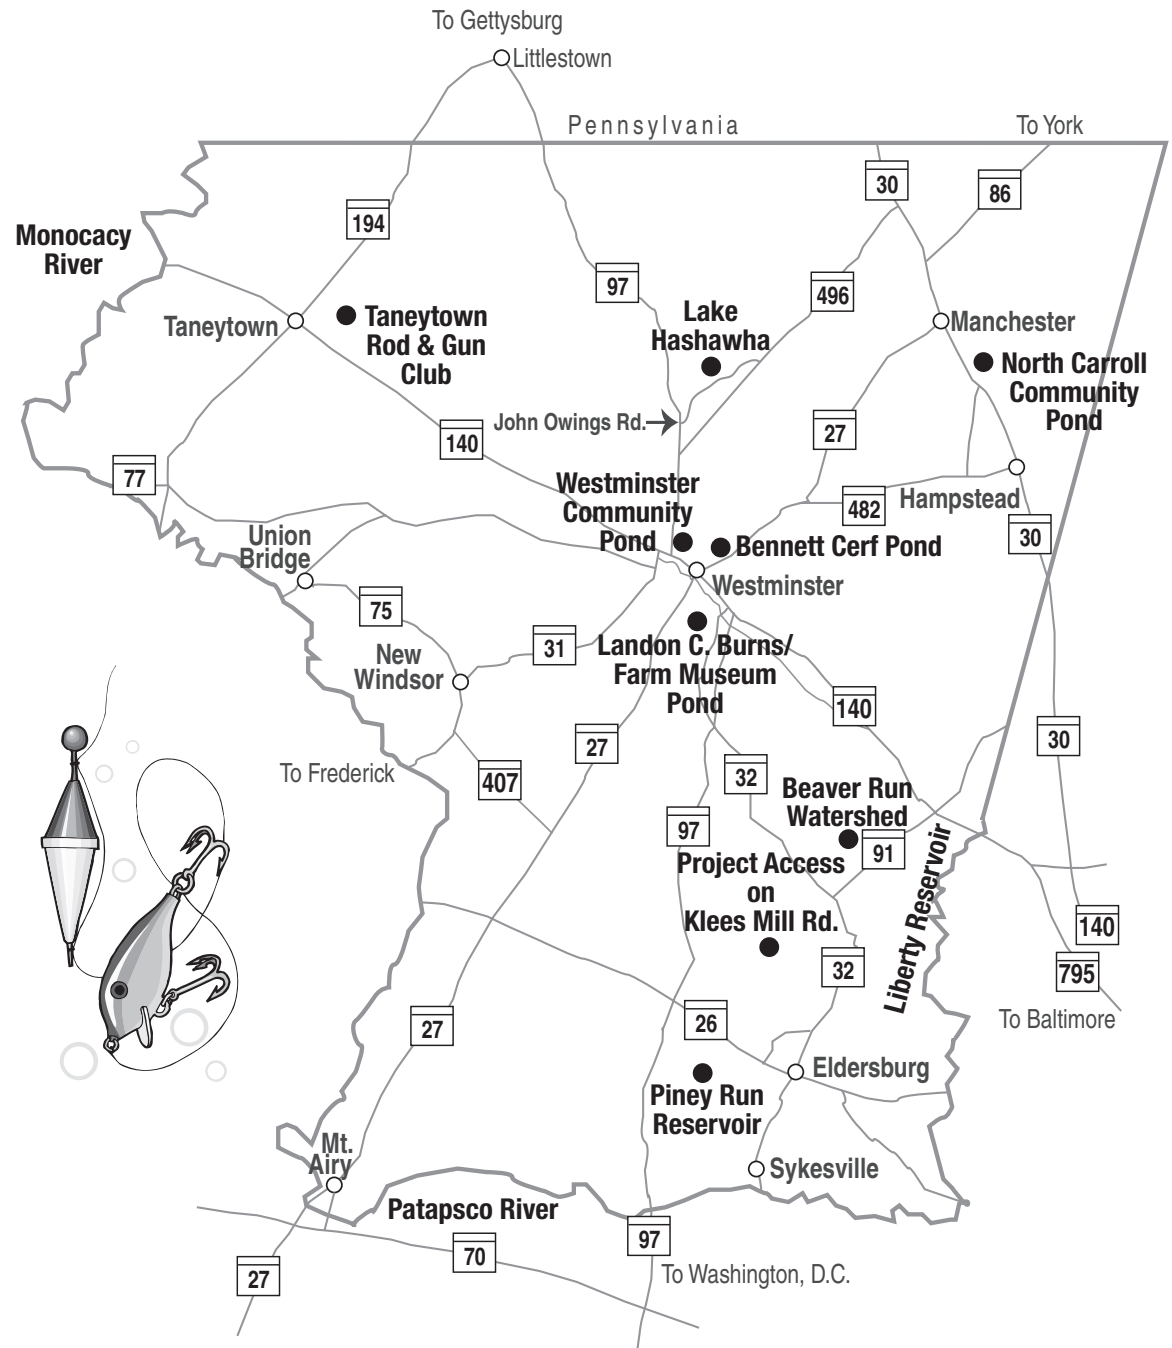 To Gettysburg
Littlestown
Pennsylvania
To York
30
86
194
Monocacy
River
97
496
Lake
Hashawha
Taneytown
Taneytown
Rod & Gun
Club
Manchester
North Carroll
Community
Pond
John Owings Rd.
27
140
77
Westminster
Community
Pond
482
Hampstead
Union
Bridge
30
Bennett Cerf Pond
Westminster
75
31
Landon C. Burns/
Farm Museum
Pond
New
Windsor
140
27
30
To Frederick
407
32
Beaver Run
Watershed
97
91
Project Access
on
Klees Mill Rd.
Liberty Reservoir
140
32
795
26
27
To Baltimore
Eldersburg
Piney Run
Reservoir
Mt.
Airy
Sykesville
Patapsco River
97
70
27
To Washington, D.C.